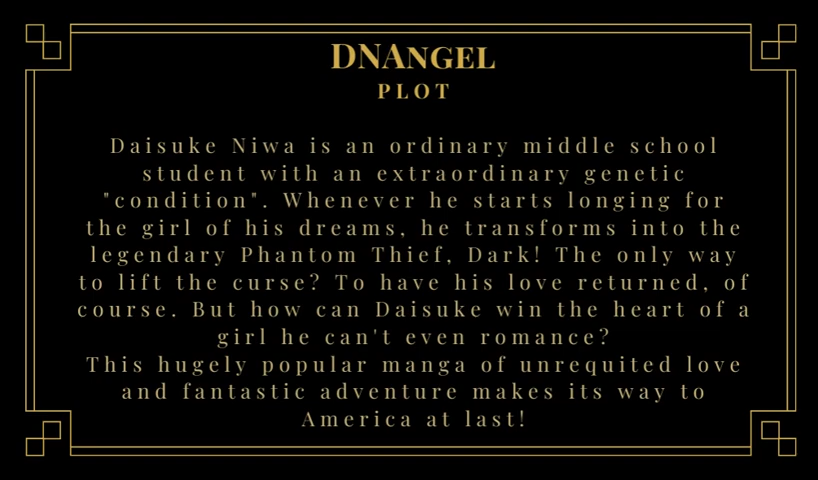 DNAngel
PLOT
Daisuke Niwa is an ordinary middle school
student with an extraordinary genetic
"condition". Whenever he starts longing for
the girl of his dreams, he transforms into the
legendary Phantom Thief, Dark! The only way
to lift the curse? To have his love returned, of
course. But how can Daisuke win the heart of a
girl he can't even romance?
This hugely popular manga of unrequited love
and fantastic adventure makes its way to
America at last!